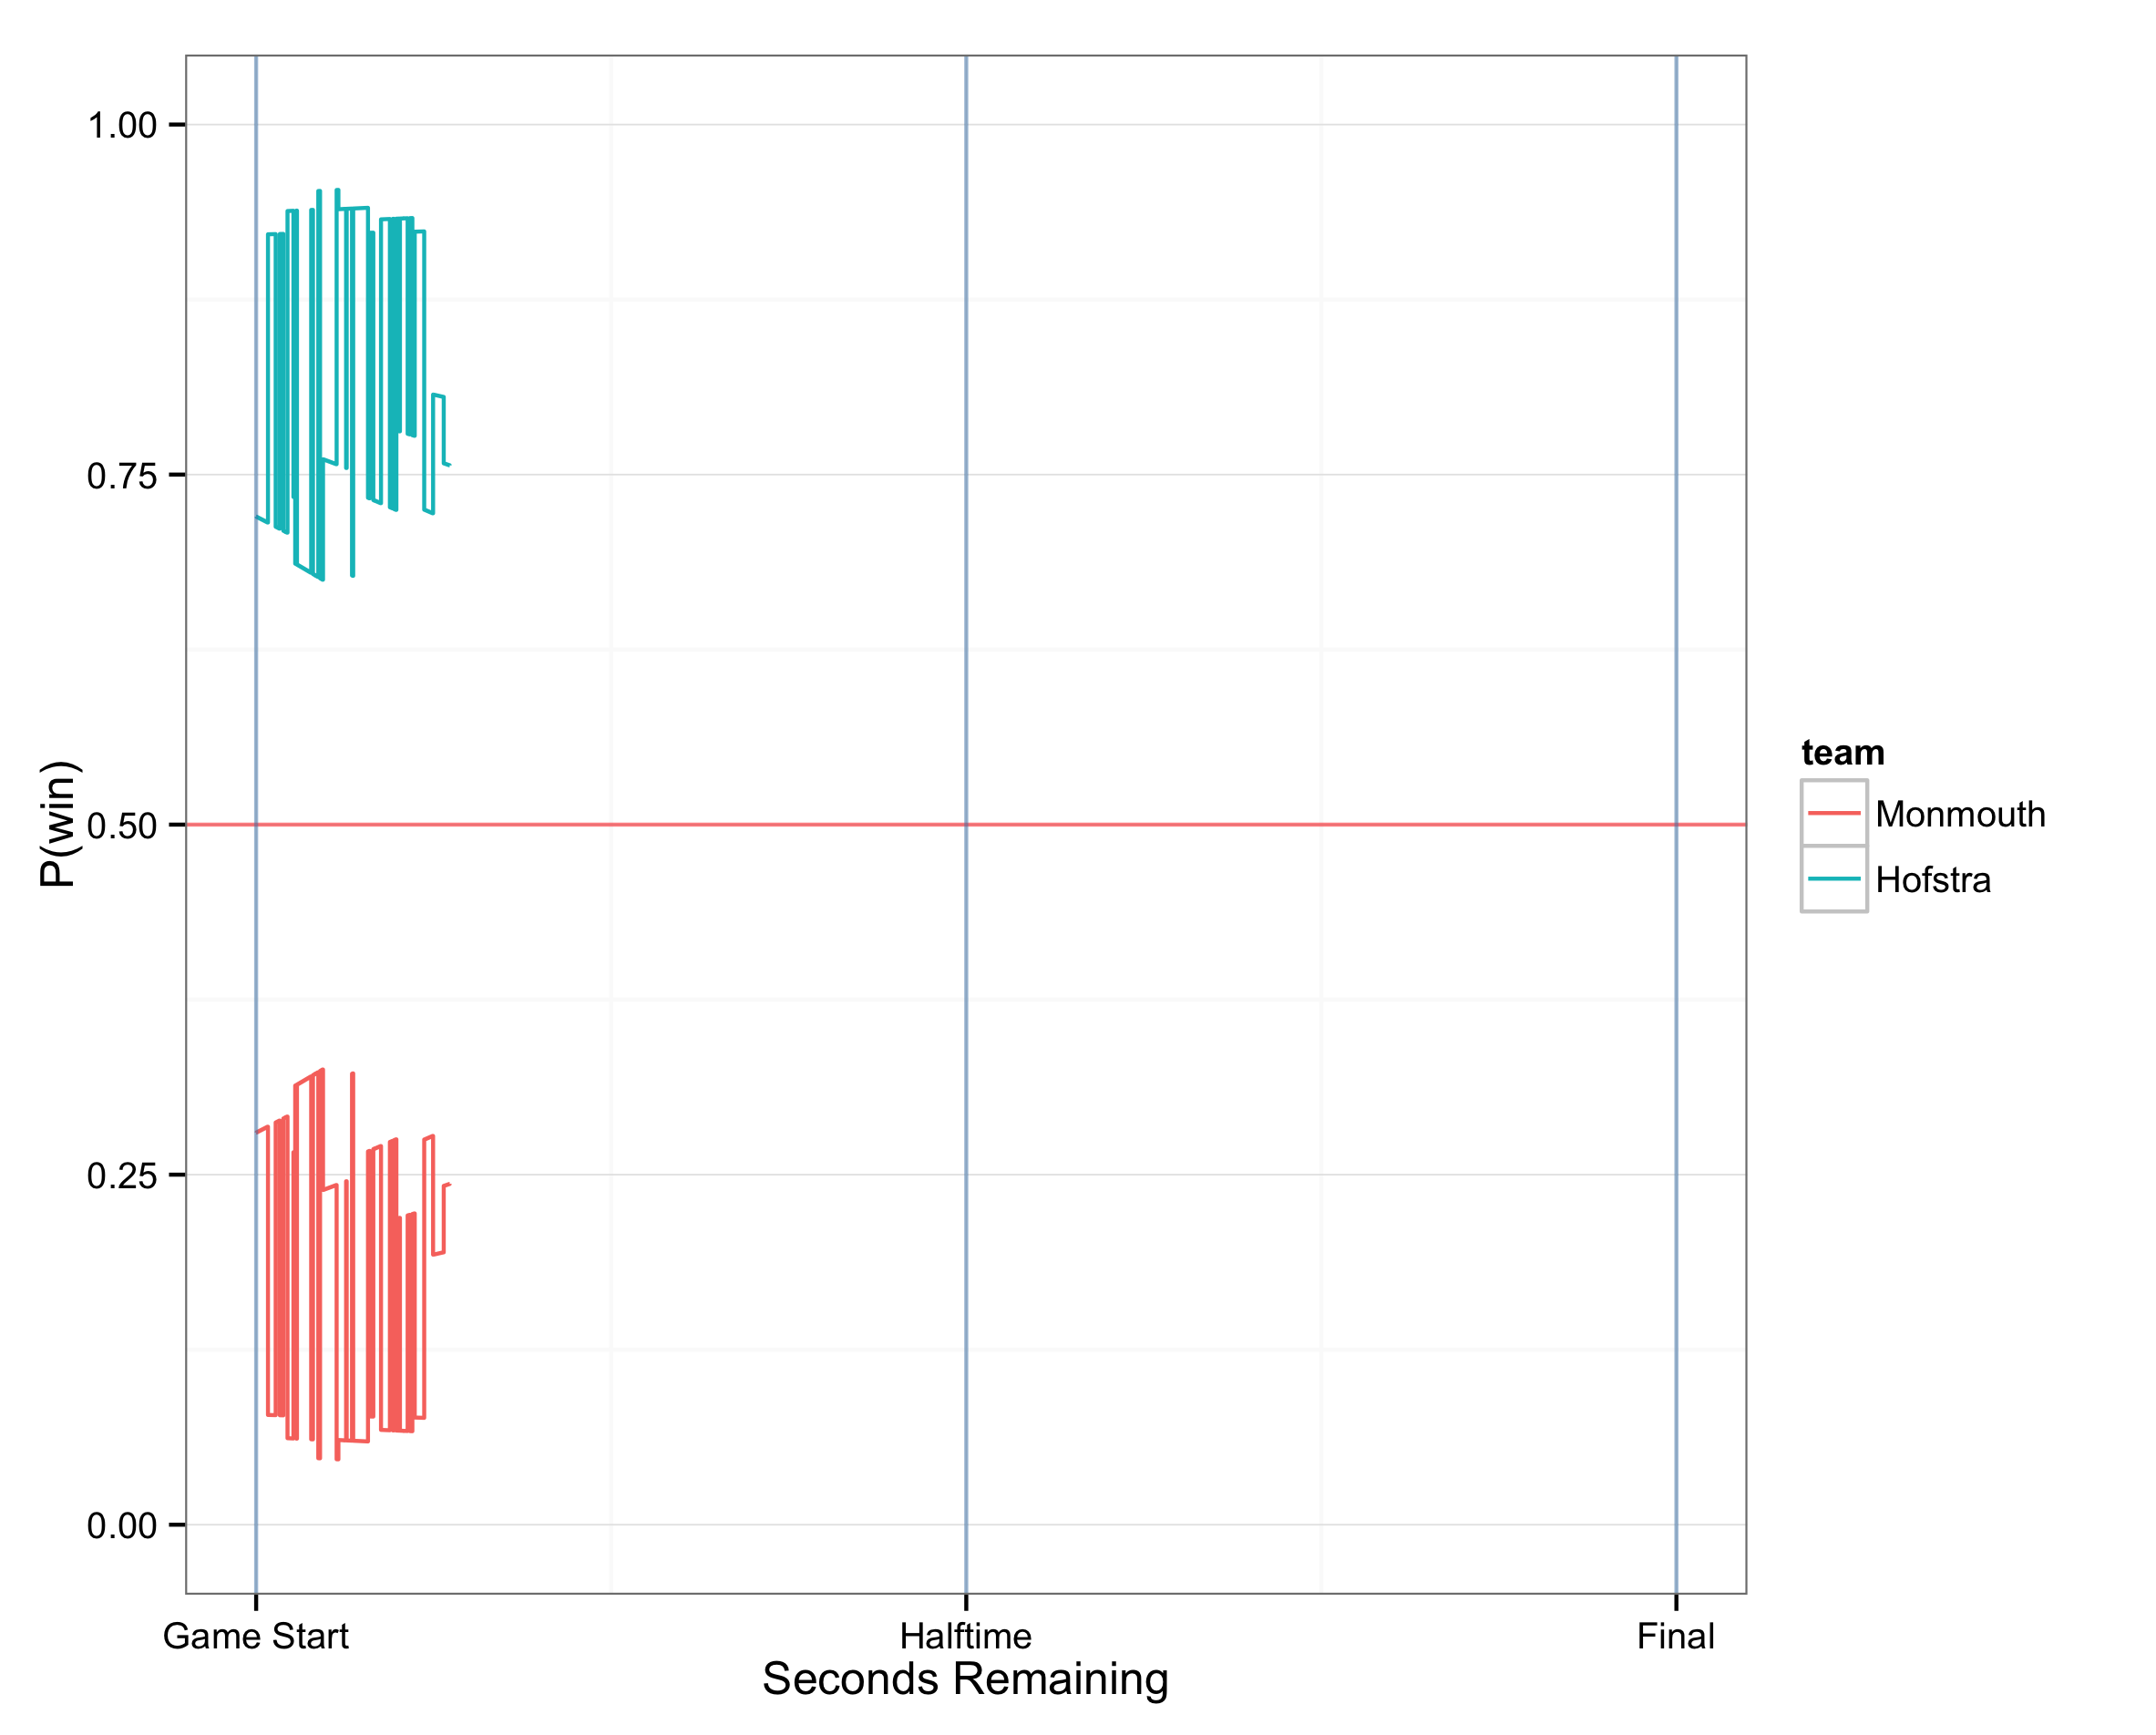 1.00
0.75
0.50
0.25
0.00
P(win)
Game Start
Halftime
Final
Seconds Remaining
team
Monmouth
Hofstra